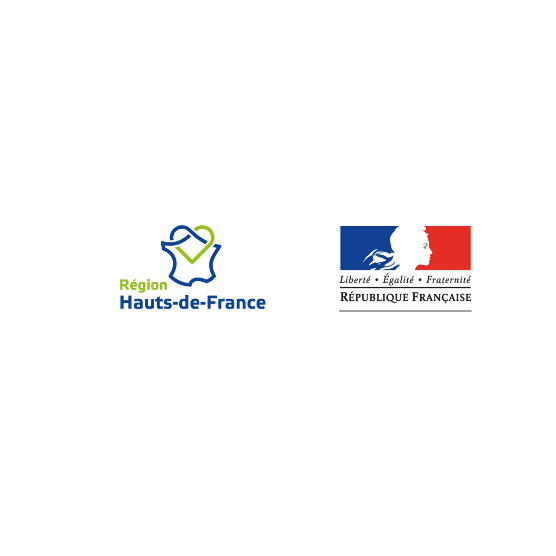 Région
Hauts-de-France
Liberté • Égalité • Fraternité
RÉPUBLIQUE FRANÇAISE